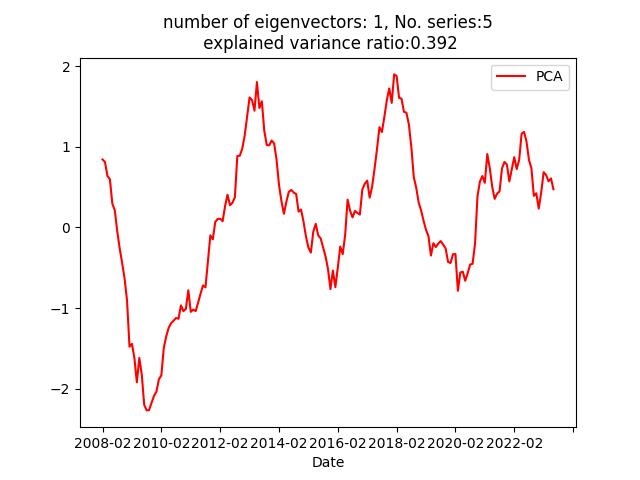 number of eigenvectors: 1, No. series:5
explained variance ratio:0.392
PCA
2
1
0
−1
−2
2008-02 2010-02 2012-02 2014-02 2016-02 2018-02 2020-02 2022-02
Date